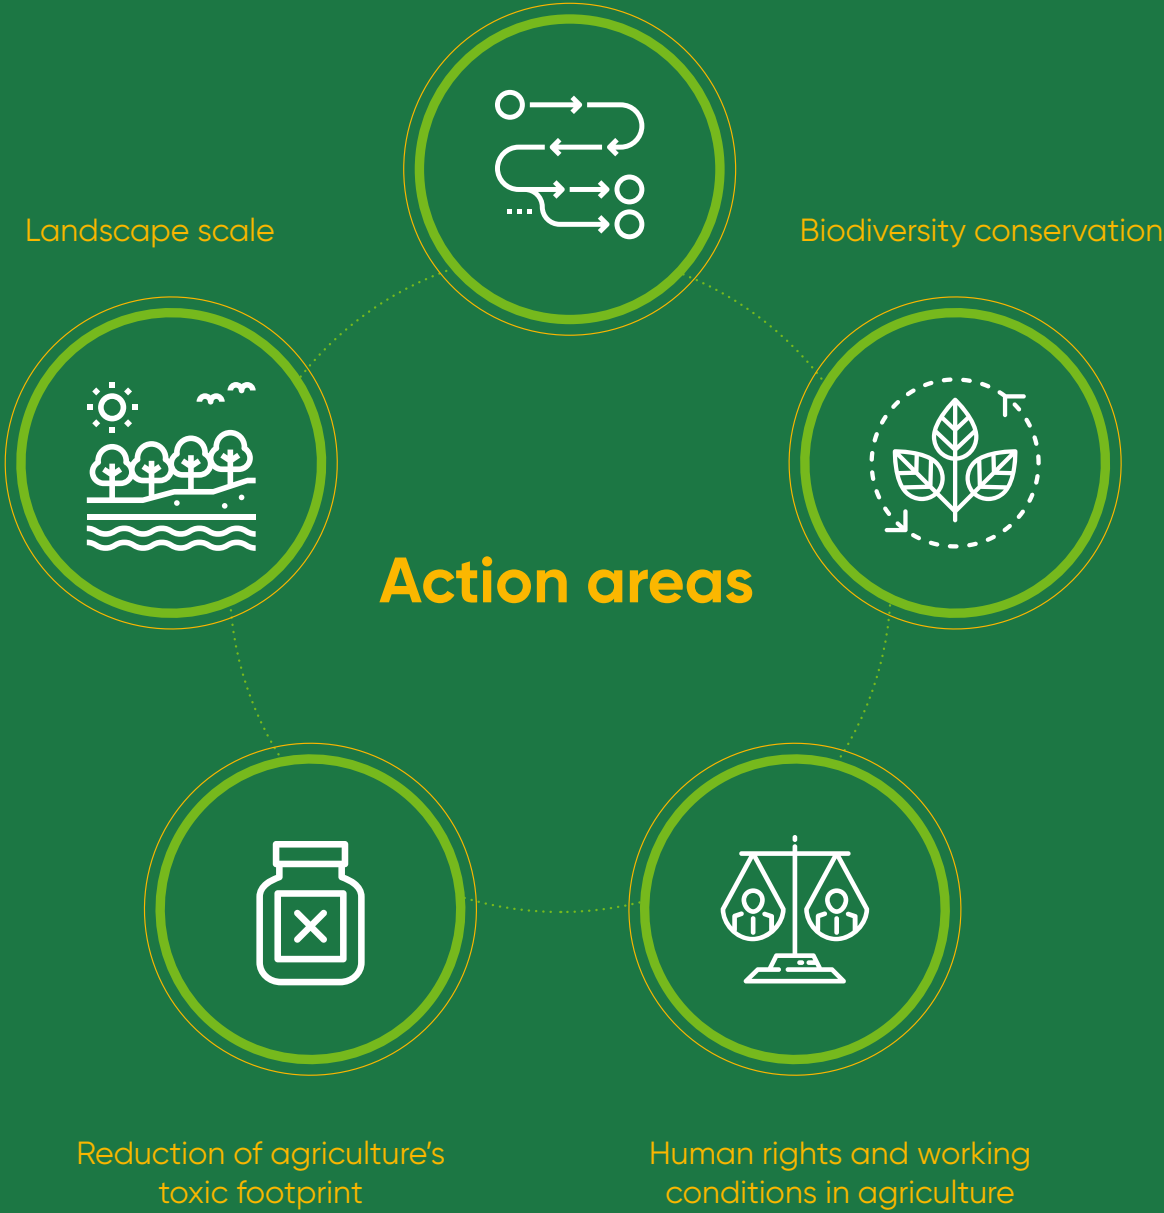 Landscape scale
Biodiversity conservation
Action areas
Reduction of agriculture's
toxic footprint
Human rights and working
conditions in agriculture